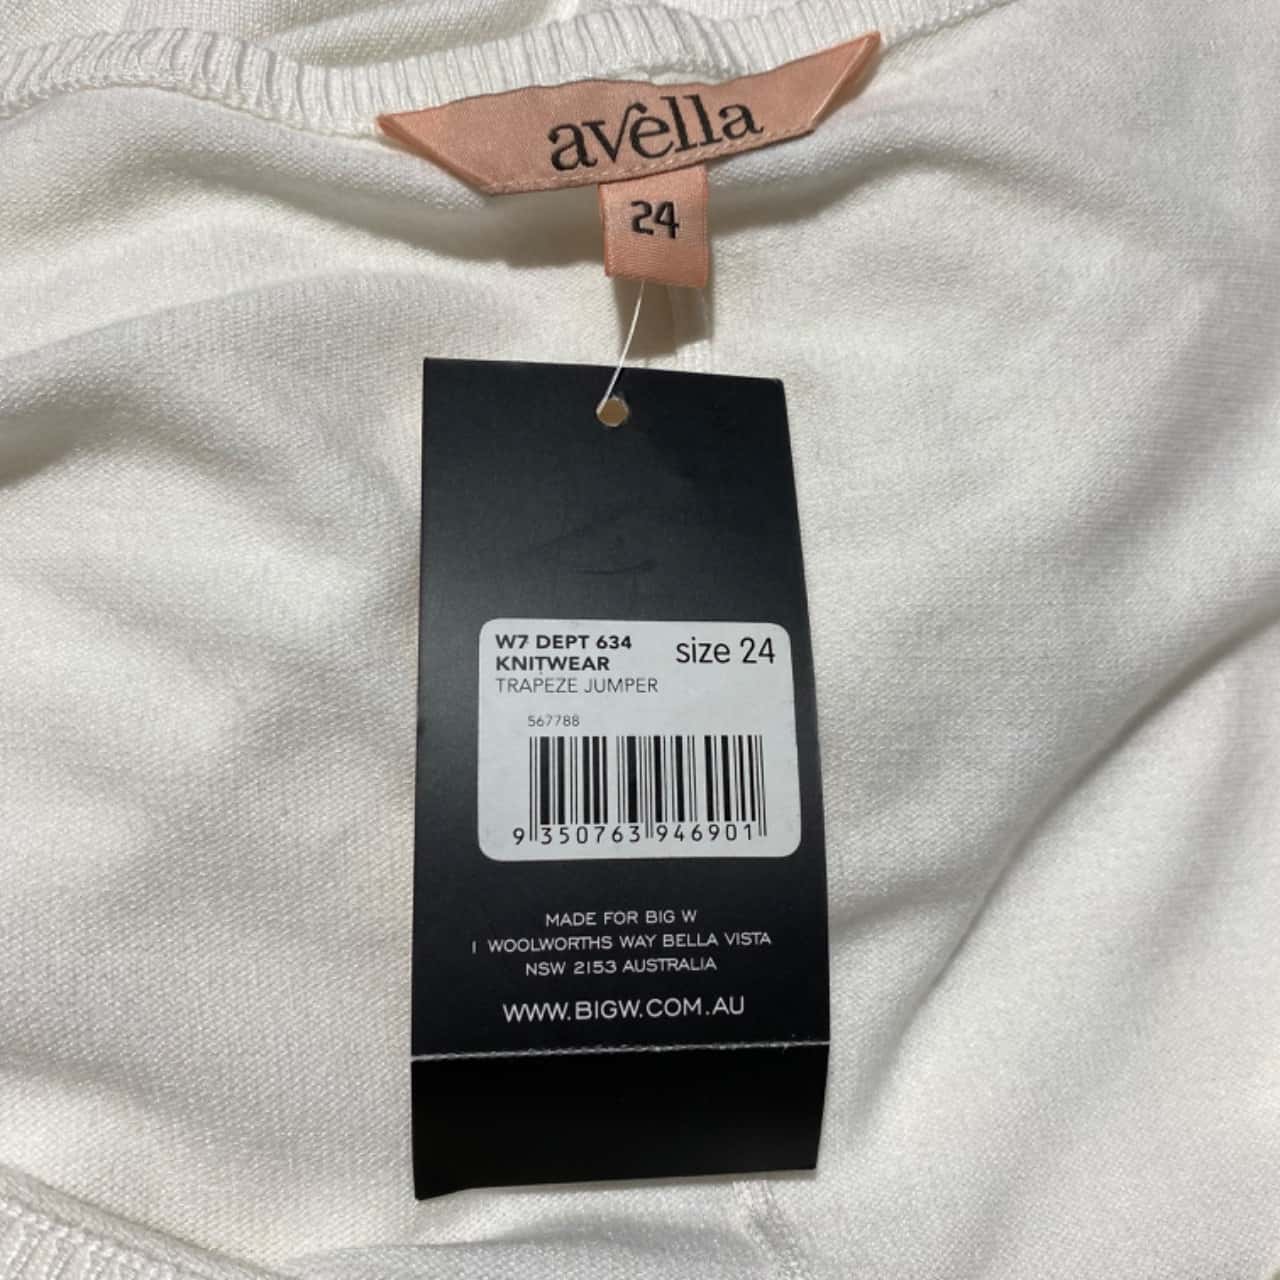 avella
24
W7 DEPT 634 size 24
KNITWEAR
TRAPEZE JUMPER
567788
9 350763 946901
MADE FOR BIG W
1 WOOLWORTHS WAY BELLA VISTA
NSW 2153 AUSTRALIA
WWW.BIGW.COM.AU